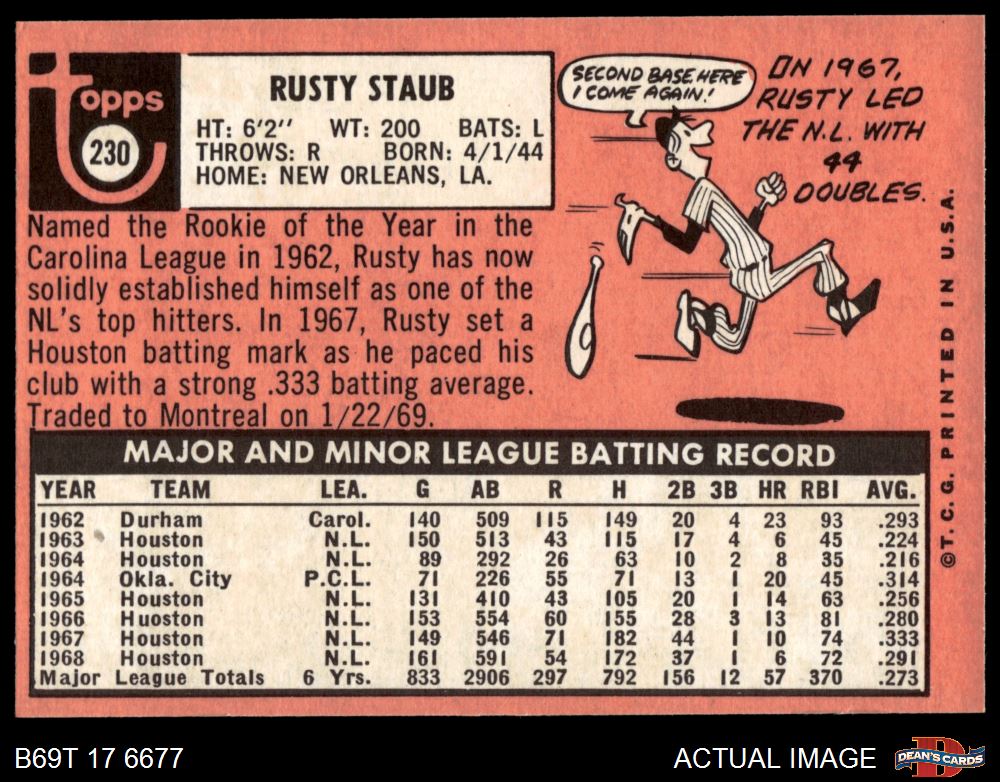 Topps
230
RUSTY STAUB
HT: 6'2'' WT: 200 BATS: L
THROWS: R BORN: 4/1/44
HOME: NEW ORLEANS, LA.
SECOND BASE, HERE
I COME AGAIN!
IN 1967,
RUSTY LED
THE N.L. WITH
44
DOUBLES.
Named the Rookie of the Year in the
Carolina League in 1962, Rusty has now
solidly established himself as one of the
NL's top hitters. In 1967, Rusty set a
Houston batting mark as he paced his
club with a strong .333 batting average.
Traded to Montreal on 1/22/69.
MAJOR AND MINOR LEAGUE BATTING RECORD
YEAR TEAM LEA. G AB R H 2B 3B HR RBI AVG.
1962 Durham Carol. 140 509 115 149 20 4 23 93 .293
1963 Houston N.L. 150 513 43 115 17 4 6 45 .224
1964 Houston N.L. 89 292 26 63 10 2 8 35 .216
1964 Okla. City P.C.L. 71 226 55 71 13 1 20 45 .314
1965 Houston N.L. 131 410 43 105 20 1 14 63 .256
1966 Huoston N.L. 153 554 60 155 28 3 13 81 .280
1967 Houston N.L. 149 546 71 182 44 1 10 74 .333
1968 Houston N.L. 161 591 54 172 37 1 6 72 .291
Major League Totals 6 Yrs. 833 2906 297 792 156 12 57 370 .273
©T.C.G. PRINTED IN U.S.A.
B69T 17 6677
ACTUAL IMAGE
D
DEAN'S CARDS